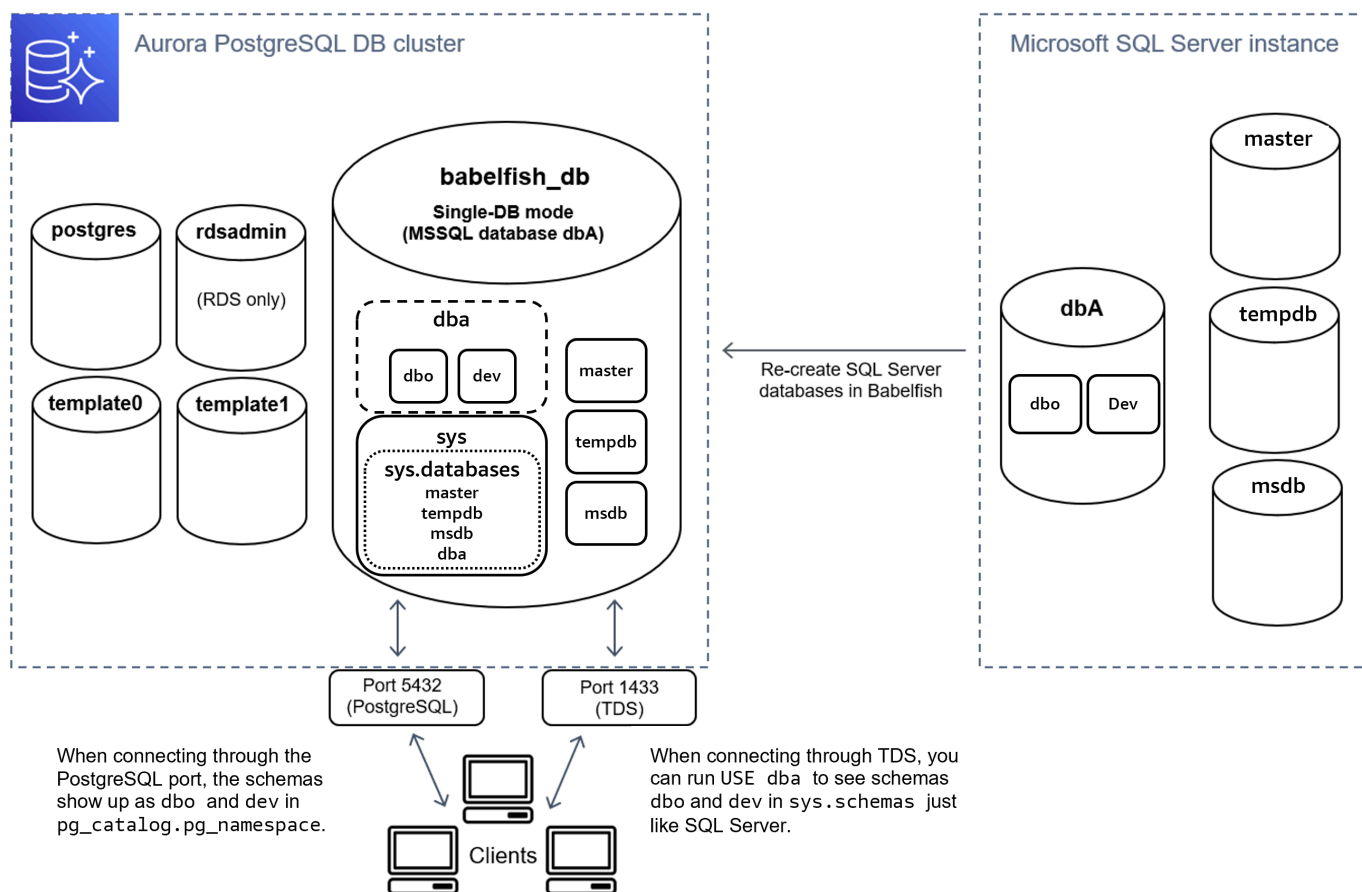 Aurora PostgreSQL DB cluster
Microsoft SQL Server instance
postgres
rdsadmin
(RDS only)
template0
template1
babelfish_db
Single-DB mode
(MSSQL database dbA)
dba
dbo
dev
sys
sys.databases
master
tempdb
msdb
dba
master
tempdb
msdb
Re-create SQL Server
databases in Babelfish
dbA
dbo
Dev
master
tempdb
msdb
Port 5432
(PostgreSQL)
Port 1433
(TDS)
When connecting through the
PostgreSQL port, the schemas
show up as dbo and dev in
pg_catalog.pg_namespace.
When connecting through TDS, you
can run USE dba to see schemas
dbo and dev in sys.schemas just
like SQL Server.
Clients